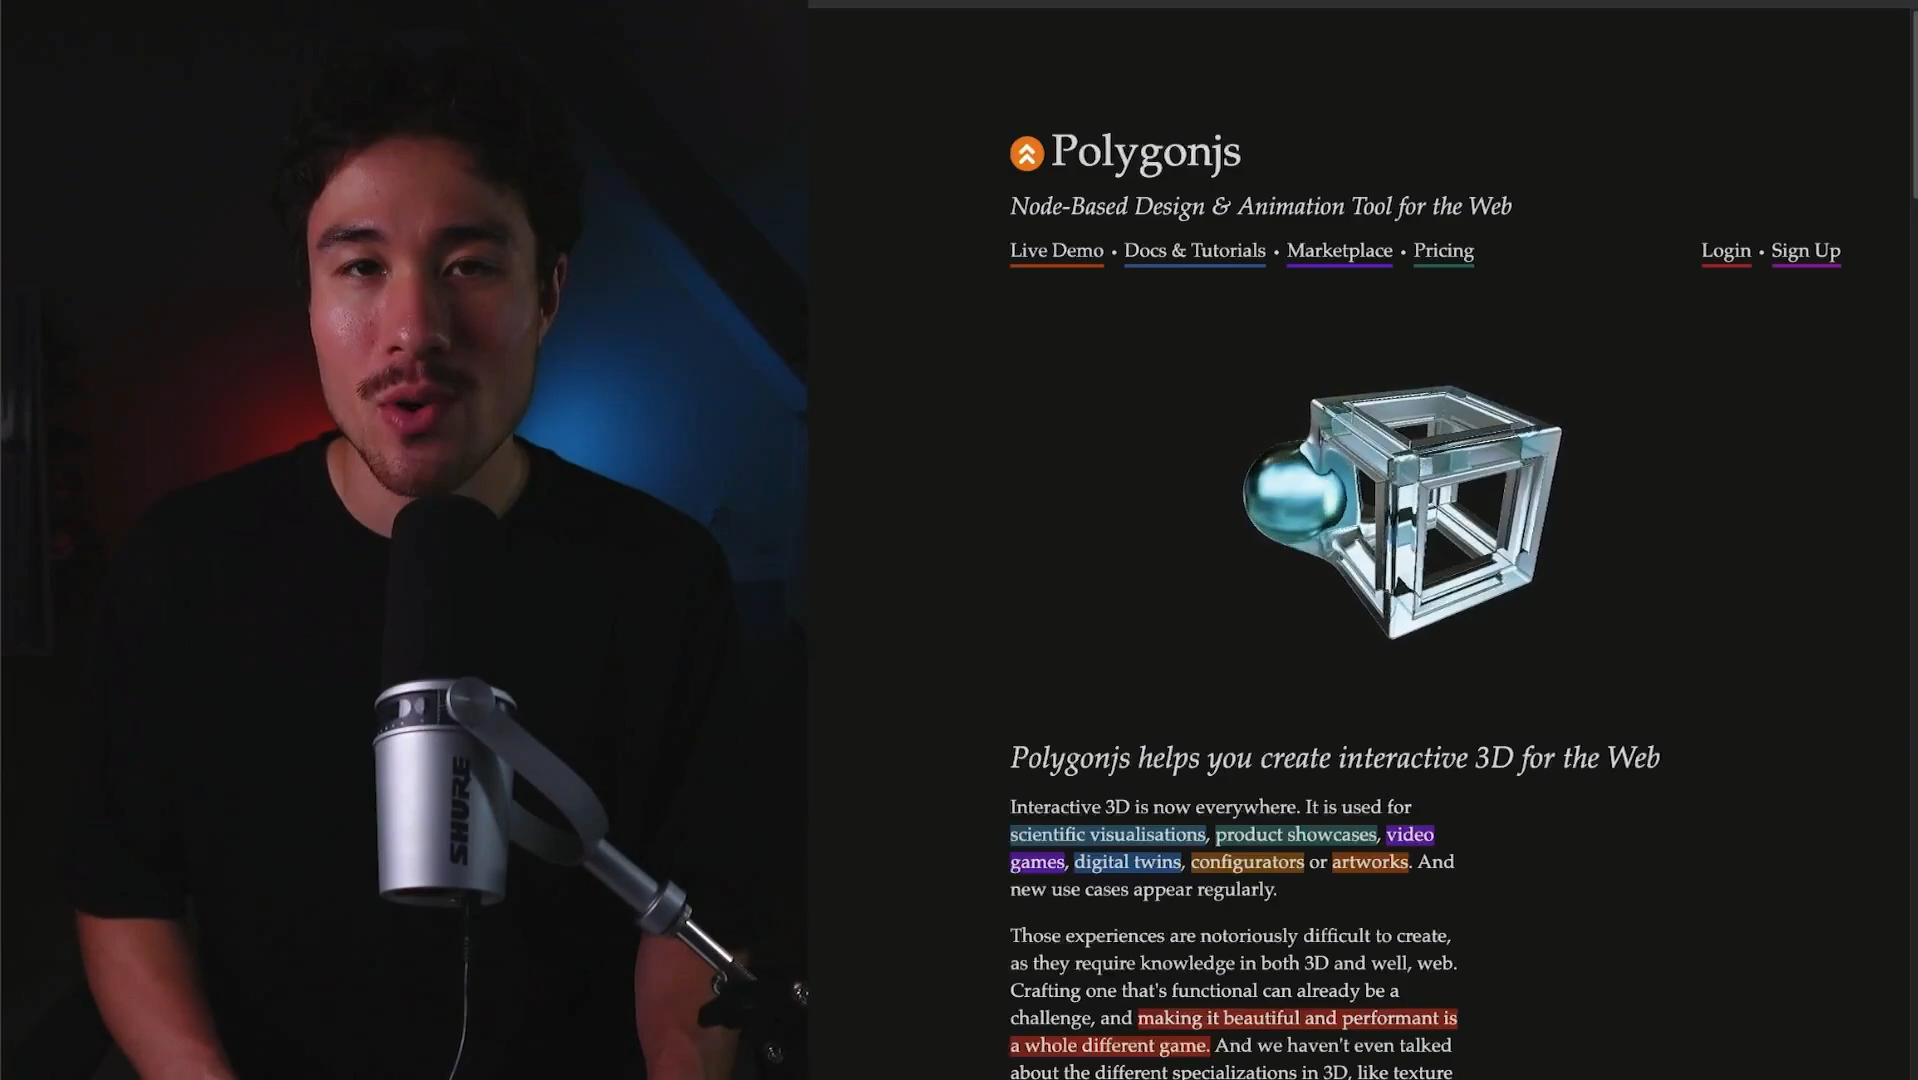 Polygonjs
Node-Based Design & Animation Tool for the Web
Live Demo • Docs & Tutorials • Marketplace • Pricing
Login • Sign Up
Polygonjs helps you create interactive 3D for the Web
Interactive 3D is now everywhere. It is used for
scientific visualisations, product showcases, video
games, digital twins, configurators or artworks. And
new use cases appear regularly.
Those experiences are notoriously difficult to create,
as they require knowledge in both 3D and well, web.
Crafting one that's functional can already be a
challenge, and making it beautiful and performant is
a whole different game. And we haven't even talked
about the different specializations in 3D, like texture
SHURE